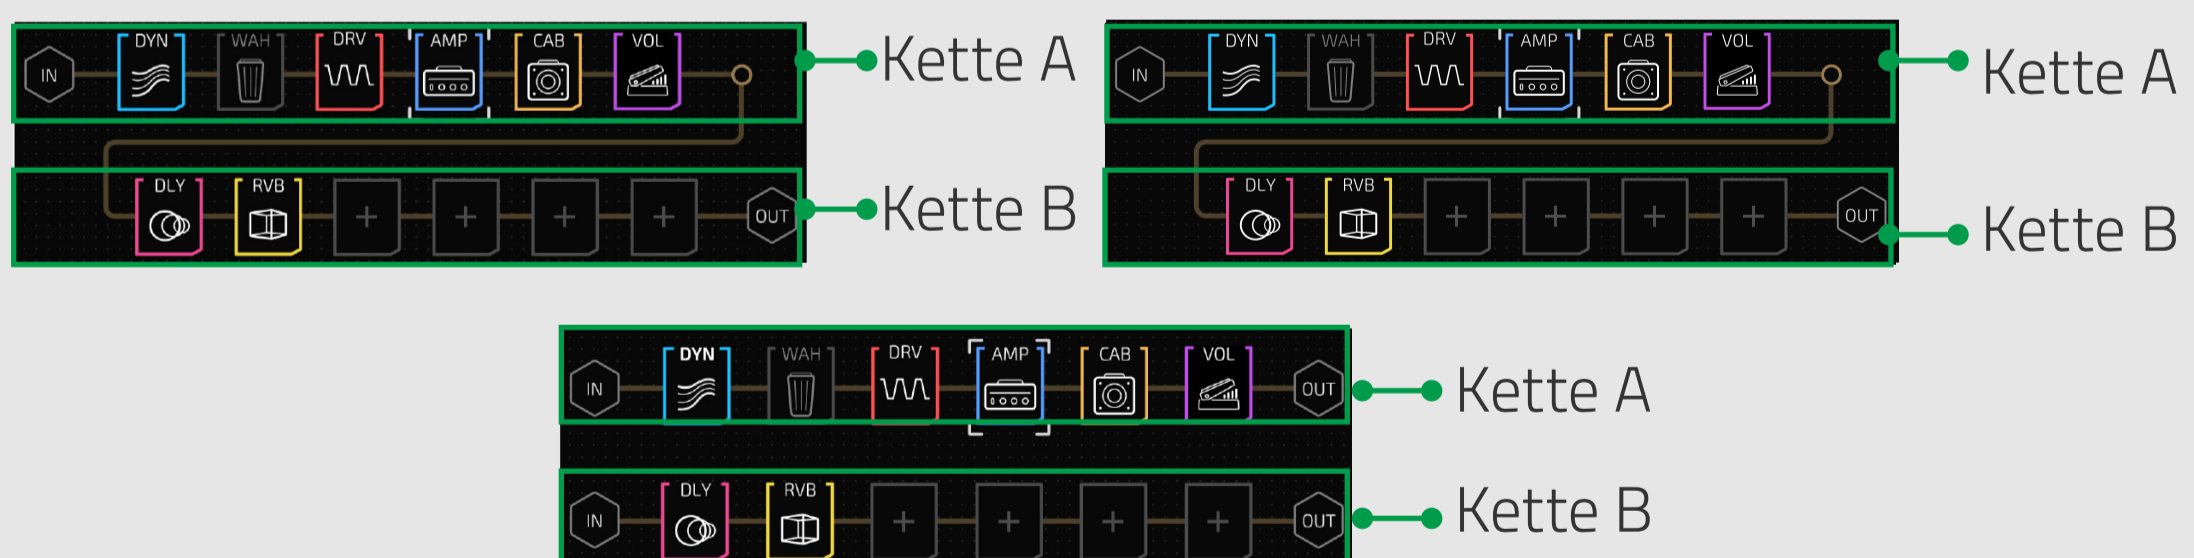 DYN WAH DRV AMP CAB VOL
IN
Kette A
DLY RVB
OUT
Kette B
DYN WAH DRV AMP CAB VOL
IN
Kette A
DLY RVB
OUT
Kette B
DYN WAH DRV AMP CAB VOL
IN OUT
Kette A
DLY RVB
IN OUT
Kette B